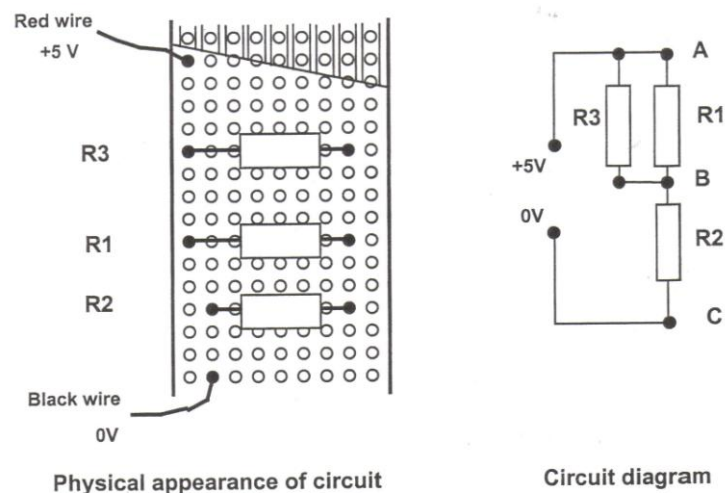 Red wire
+5 V
R3
R1
R2
Black wire
0V
Physical appearance of circuit
A
R3
R1
+5V
B
0V
R2
C
Circuit diagram